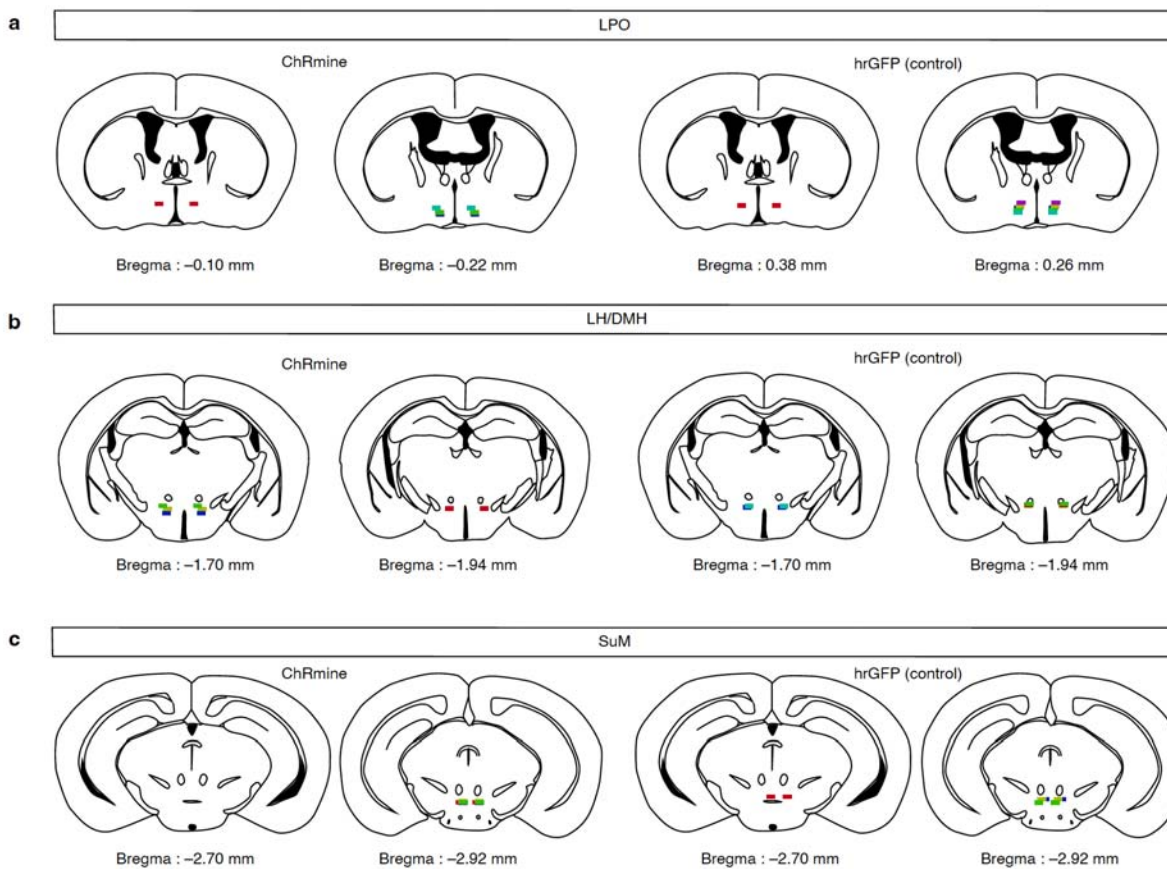 a
LPO
ChRmine
hrGFP (control)
Bregma : –0.10 mm
Bregma : –0.22 mm
Bregma : 0.38 mm
Bregma : 0.26 mm
b
LH/DMH
ChRmine
hrGFP (control)
Bregma : –1.70 mm
Bregma : –1.94 mm
Bregma : –1.70 mm
Bregma : –1.94 mm
c
SuM
ChRmine
hrGFP (control)
Bregma : –2.70 mm
Bregma : –2.92 mm
Bregma : –2.70 mm
Bregma : –2.92 mm